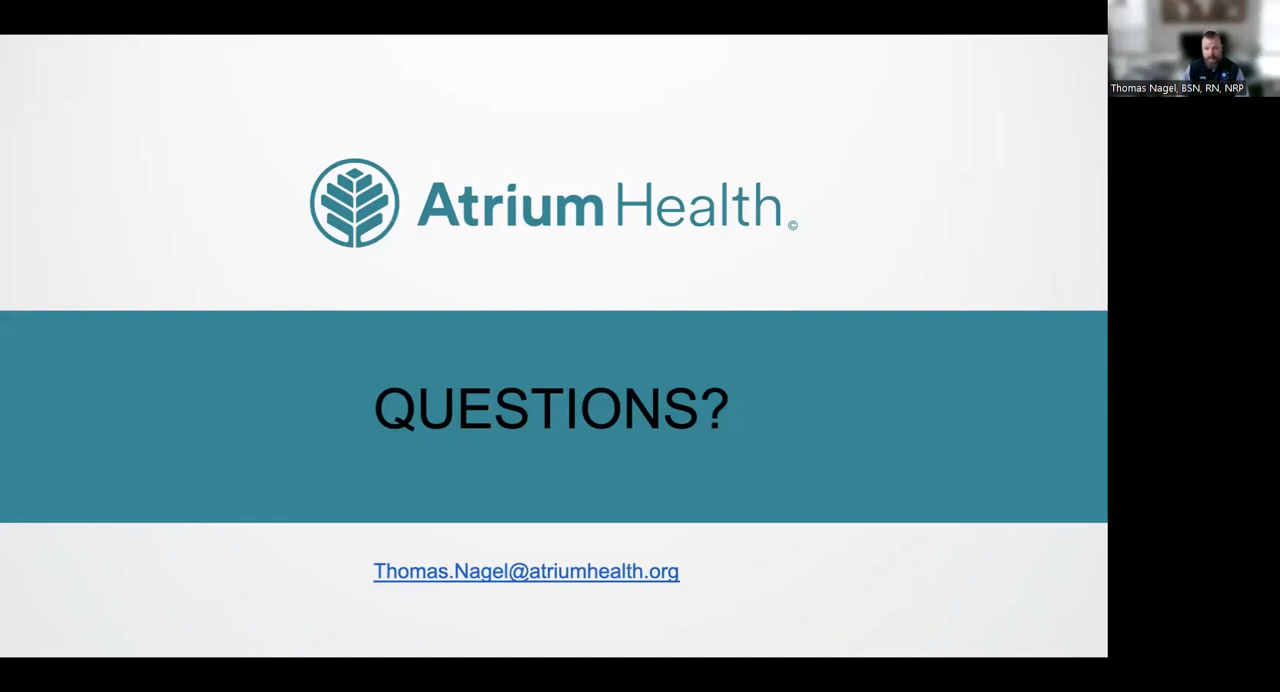 Atrium Health©
QUESTIONS?
Thomas.Nagel@atriumhealth.org
Thomas Nagel, BSN, RN, NRP